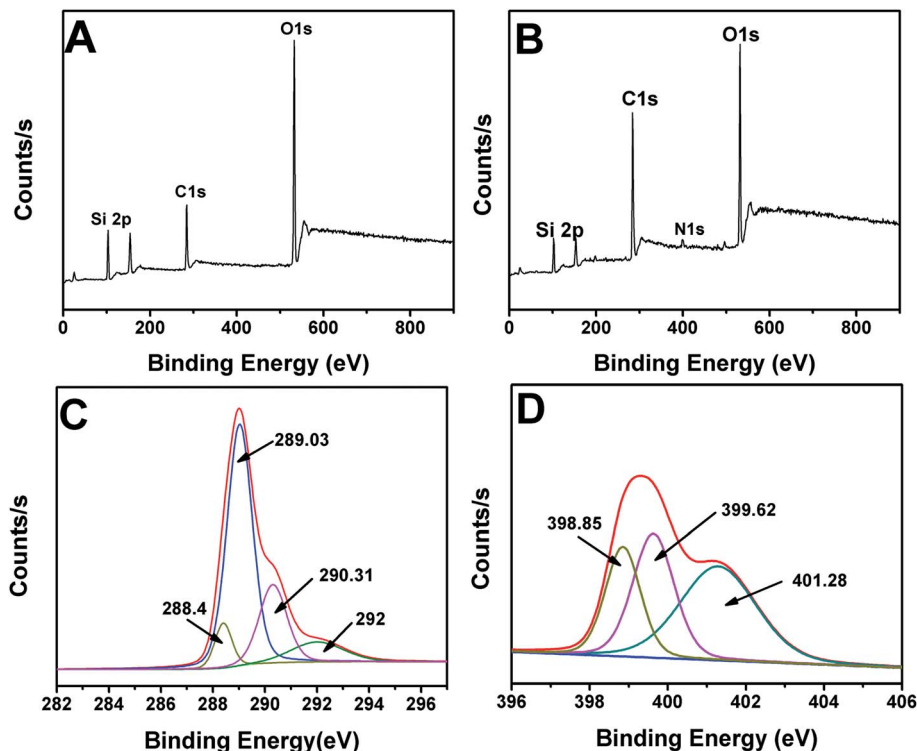 A
O1s
Si 2p
C1s
Counts/s
0 200 400 600 800
Binding Energy (eV)
B
O1s
C1s
Si 2p
N1s
Counts/s
0 200 400 600 800
Binding Energy (eV)
C
289.03
290.31
288.4
292
Counts/s
282 284 286 288 290 292 294 296
Binding Energy(eV)
D
398.85
399.62
401.28
Counts/s
396 398 400 402 404 406
Binding Energy (eV)